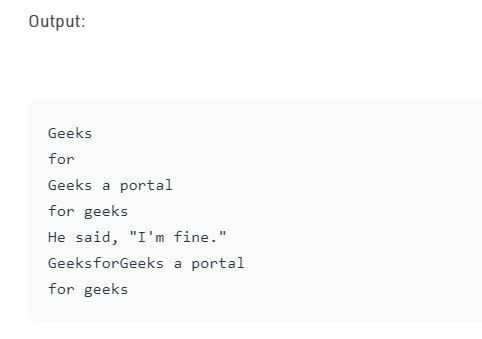 Output:
Geeks
for
Geeks a portal
for geeks
He said, "I'm fine."
GeeksforGeeks a portal
for geeks